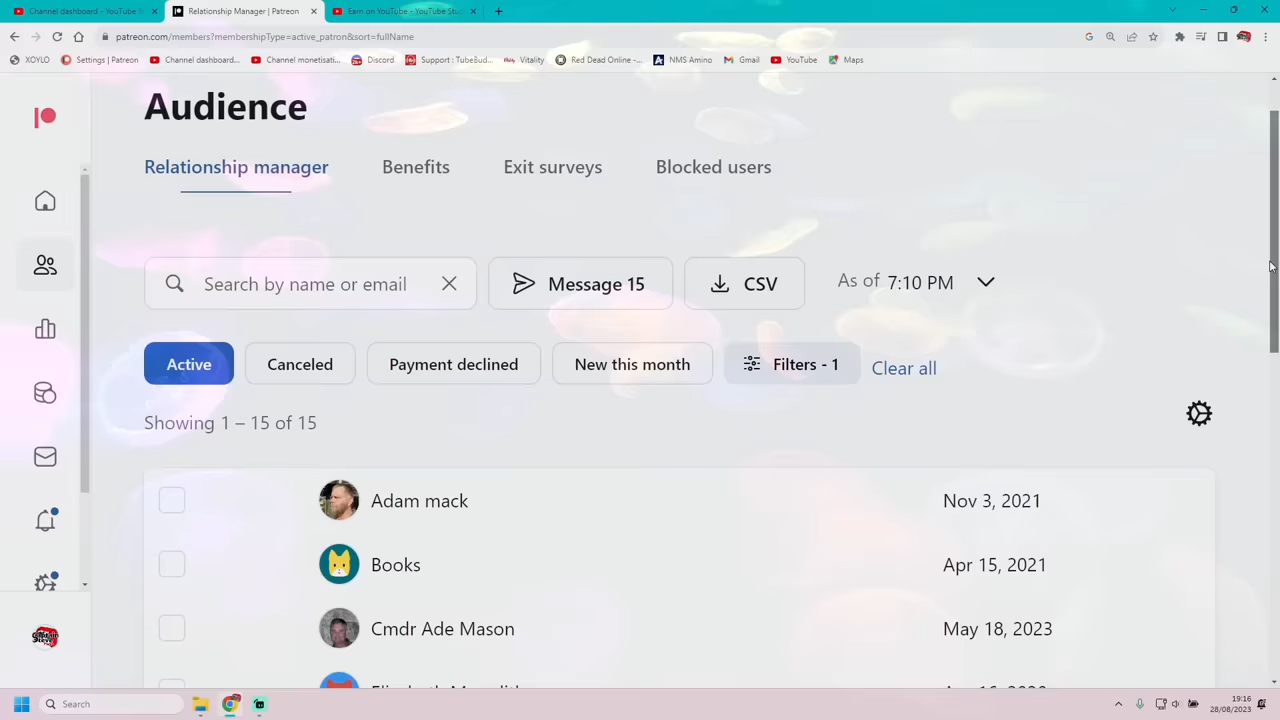 Channel dashboard - YouTube St
Relationship Manager | Patreon
Earn on YouTube - YouTube Stud
patreon.com/members?membershipType=active_patron&sort=fullName
XOYLO
Settings | Patreon
Channel dashboard...
Channel monetisati...
Discord
Support : TubeBud...
Vitality
Red Dead Online -...
NMS Amino
Gmail
YouTube
Maps
Audience
Relationship manager
Benefits
Exit surveys
Blocked users
Search by name or email
Message 15
CSV
As of 7:10 PM
Active
Canceled
Payment declined
New this month
Filters - 1
Clear all
Showing 1 – 15 of 15
Adam mack
Nov 3, 2021
Books
Apr 15, 2021
Cmdr Ade Mason
May 18, 2023
Search
19:16
28/08/2023